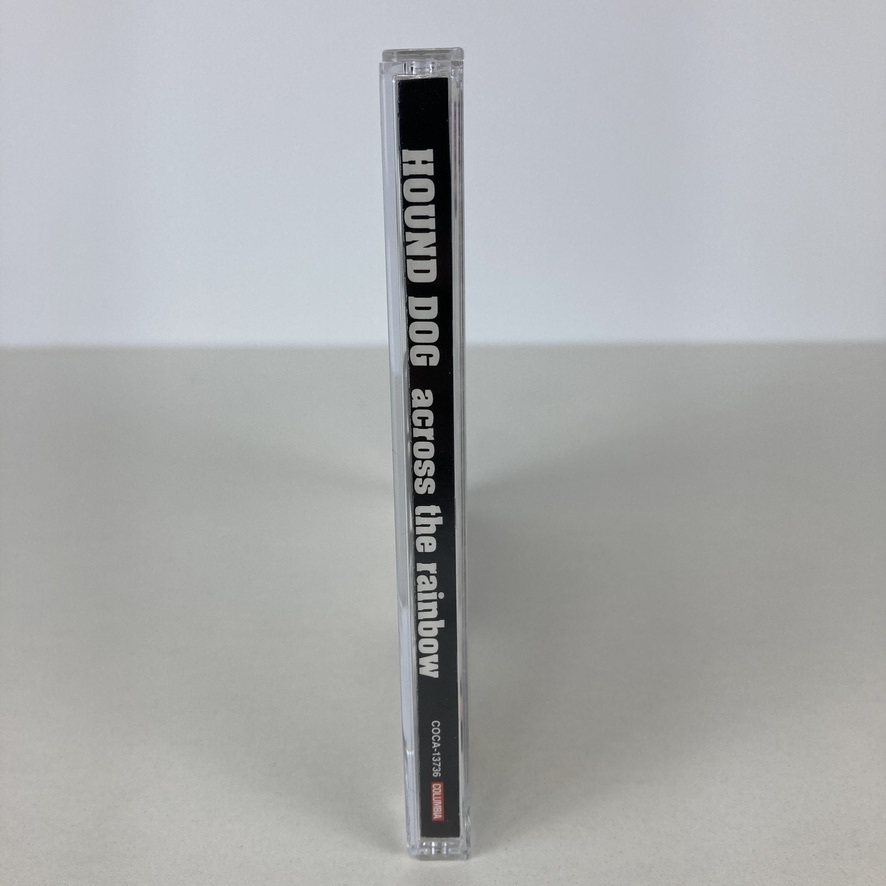 HOUND DOG across the rainbow
COCA-13736
COLUMBIA